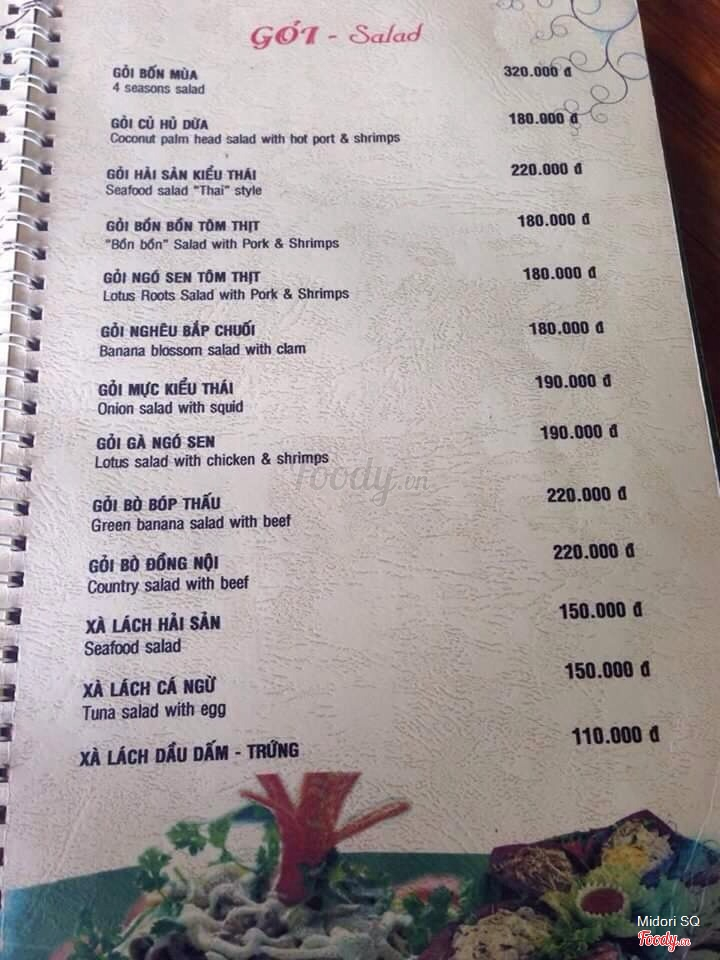 GỎI - Salad
GỎI BỐN MÙA 320.000 đ
4 seasons salad
GỎI CỦ HỦ DỪA 180.000 đ
Coconut palm head salad with hot port & shrimps
GỎI HẢI SẢN KIỂU THÁI 220.000 đ
Seafood salad "Thai" style
GỎI BỒN BỒN TÔM THỊT 180.000 đ
"Bồn bồn" Salad with Pork & Shrimps
GỎI NGÓ SEN TÔM THỊT 180.000 đ
Lotus Roots Salad with Pork & Shrimps
GỎI NGHÊU BẮP CHUỐI 180.000 đ
Banana blossom salad with clam
GỎI MỰC KIỂU THÁI 190.000 đ
Onion salad with squid
GỎI GÀ NGÓ SEN 190.000 đ
Lotus salad with chicken & shrimps
Foody.vn
GỎI BÒ BÓP THẤU 220.000 đ
Green banana salad with beef
GỎI BÒ ĐỒNG NỘI 220.000 đ
Country salad with beef
XÀ LÁCH HẢI SẢN 150.000 đ
Seafood salad
XÀ LÁCH CÁ NGỪ 150.000 đ
Tuna salad with egg
XÀ LÁCH DẦU DẤM - TRỨNG 110.000 đ
Midori SQ
Foody.vn